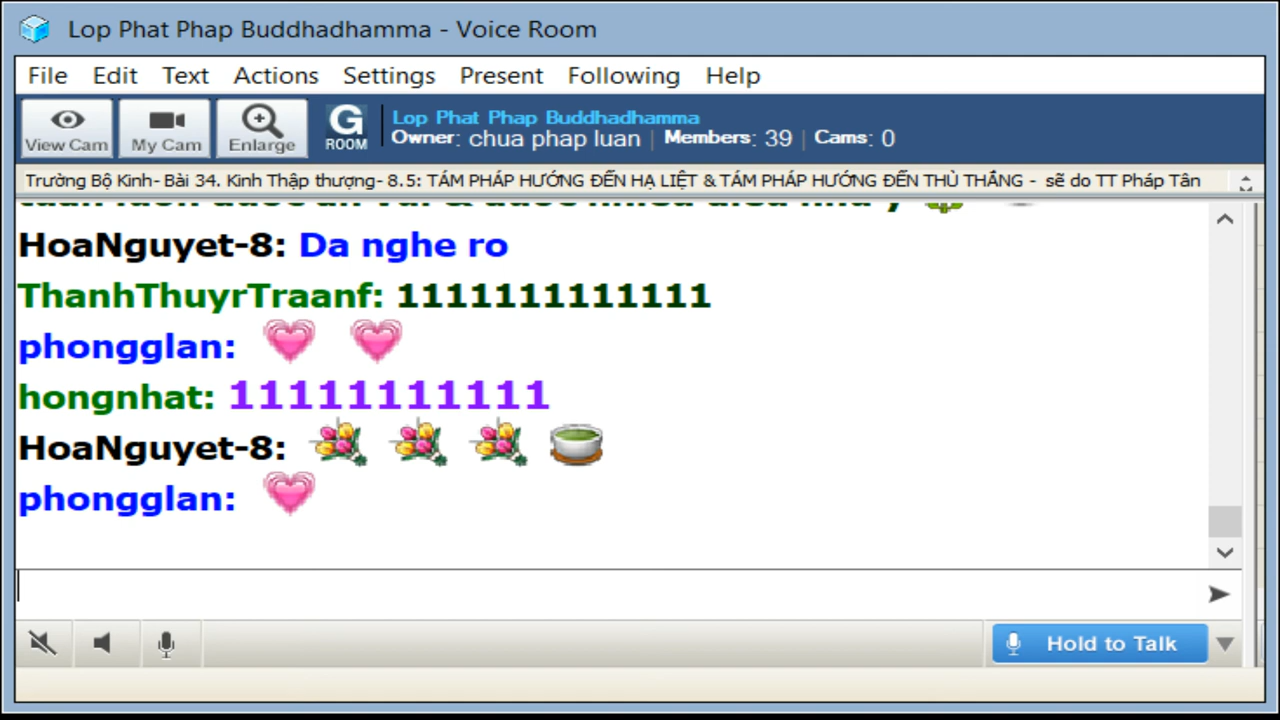 Lop Phat Phap Buddhadhamma - Voice Room
File Edit Text Actions Settings Present Following Help
View Cam My Cam Enlarge G ROOM
Lop Phat Phap Buddhadhamma
Owner: chua phap luan | Members: 39 | Cams: 0
Trường Bộ Kinh- Bài 34. Kinh Thập thượng- 8.5: TÁM PHÁP HƯỚNG ĐẾN HẠ LIỆT & TÁM PHÁP HƯỚNG ĐẾN THÙ THẮNG - sẽ do TT Pháp Tân
HoaNguyet-8: Da nghe ro
ThanhThuyrTraanf: 1111111111111
phongglan:
hongnhat: 11111111111
HoaNguyet-8:
phongglan:
Hold to Talk